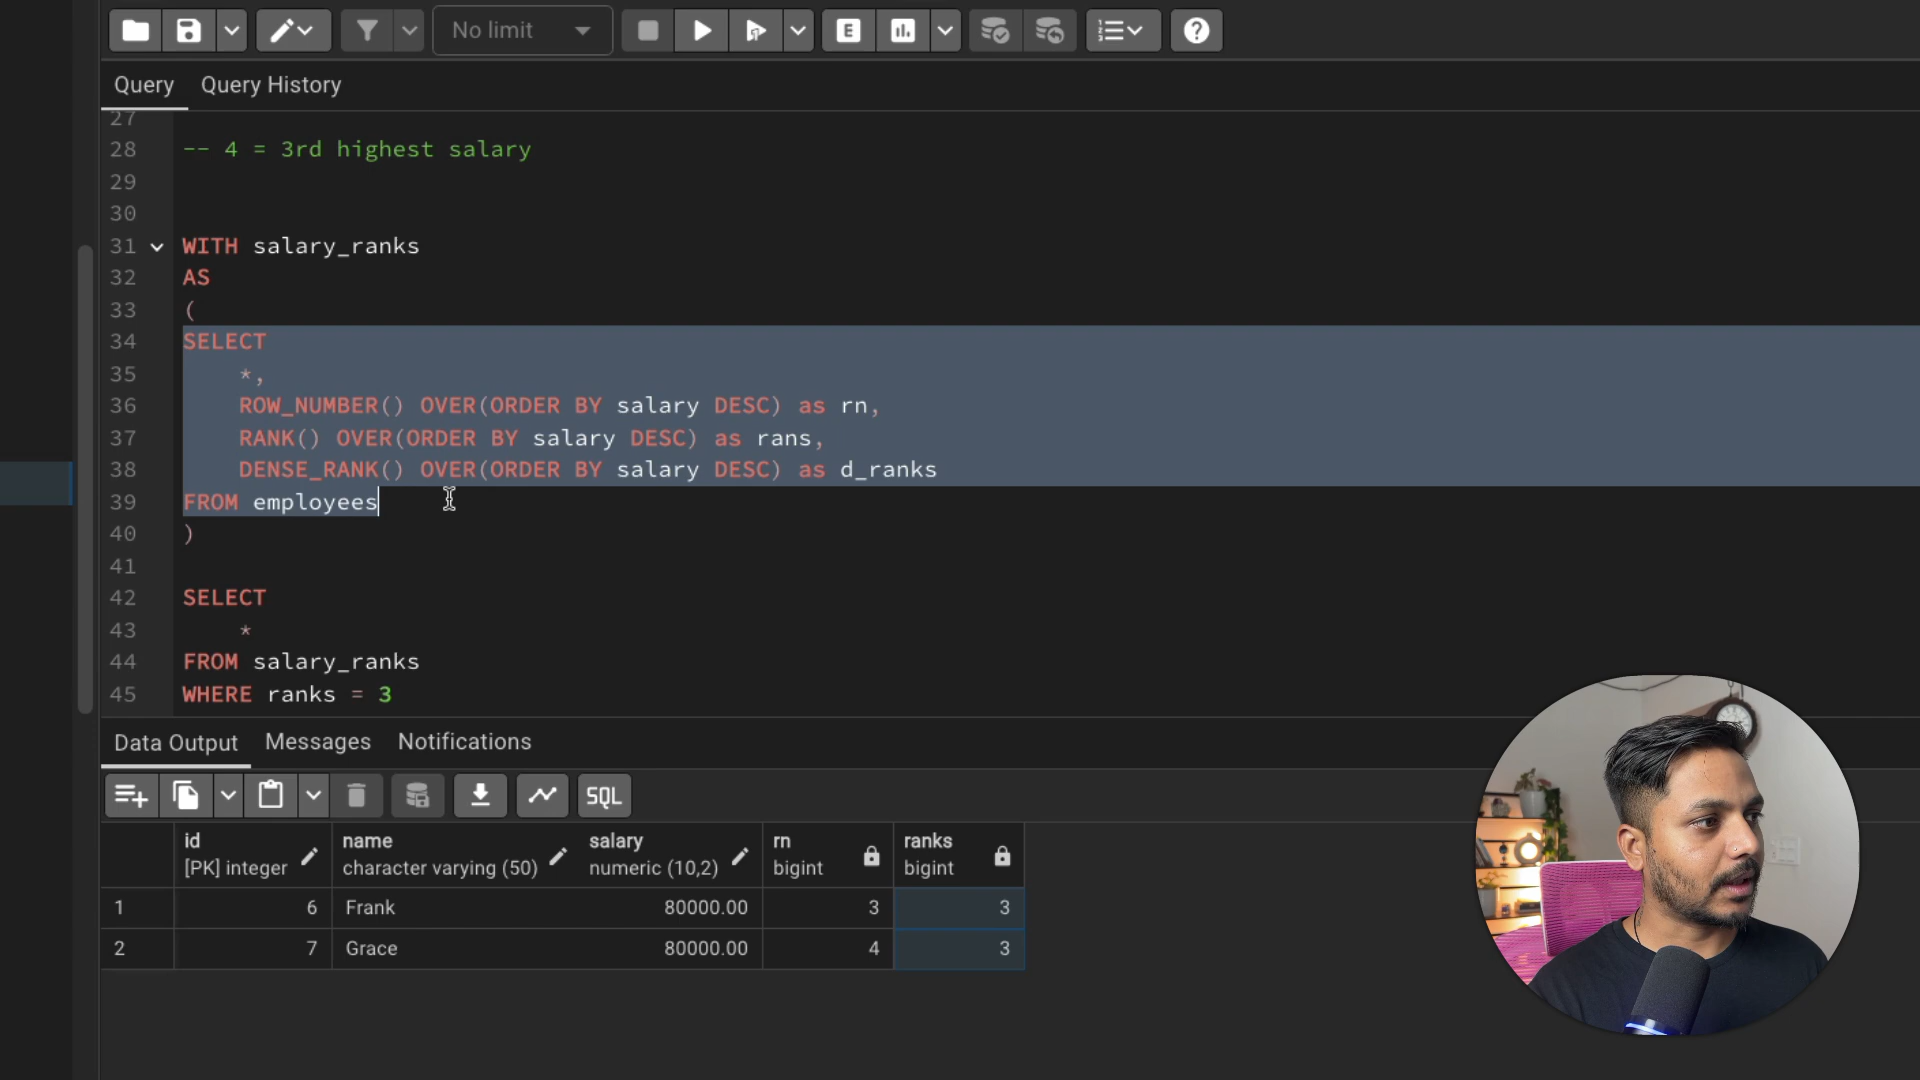 No limit
E
Query Query History
27
28 -- 4 = 3rd highest salary
29
30
31 WITH salary_ranks
32 AS
33 (
34 SELECT
35 *,
36 ROW_NUMBER() OVER(ORDER BY salary DESC) as rn,
37 RANK() OVER(ORDER BY salary DESC) as rans,
38 DENSE_RANK() OVER(ORDER BY salary DESC) as d_ranks
39 FROM employees
40 )
41
42 SELECT
43 *
44 FROM salary_ranks
45 WHERE ranks = 3
Data Output Messages Notifications
SQL
id name salary rn ranks
[PK] integer character varying (50) numeric (10,2) bigint bigint
1 6 Frank 80000.00 3 3
2 7 Grace 80000.00 4 3